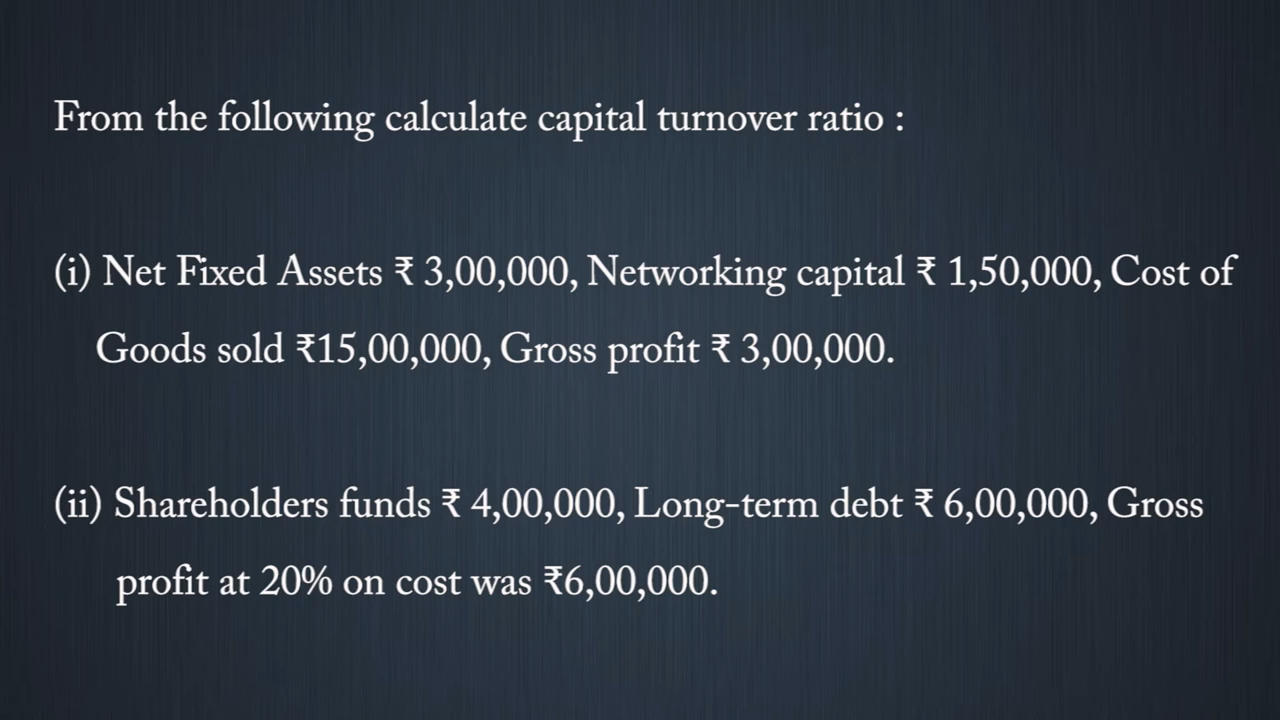 From the following calculate capital turnover ratio :
(i) Net Fixed Assets ₹ 3,00,000, Networking capital ₹ 1,50,000, Cost of
Goods sold ₹15,00,000, Gross profit ₹ 3,00,000.
(ii) Shareholders funds ₹ 4,00,000, Long-term debt ₹ 6,00,000, Gross
profit at 20% on cost was ₹6,00,000.